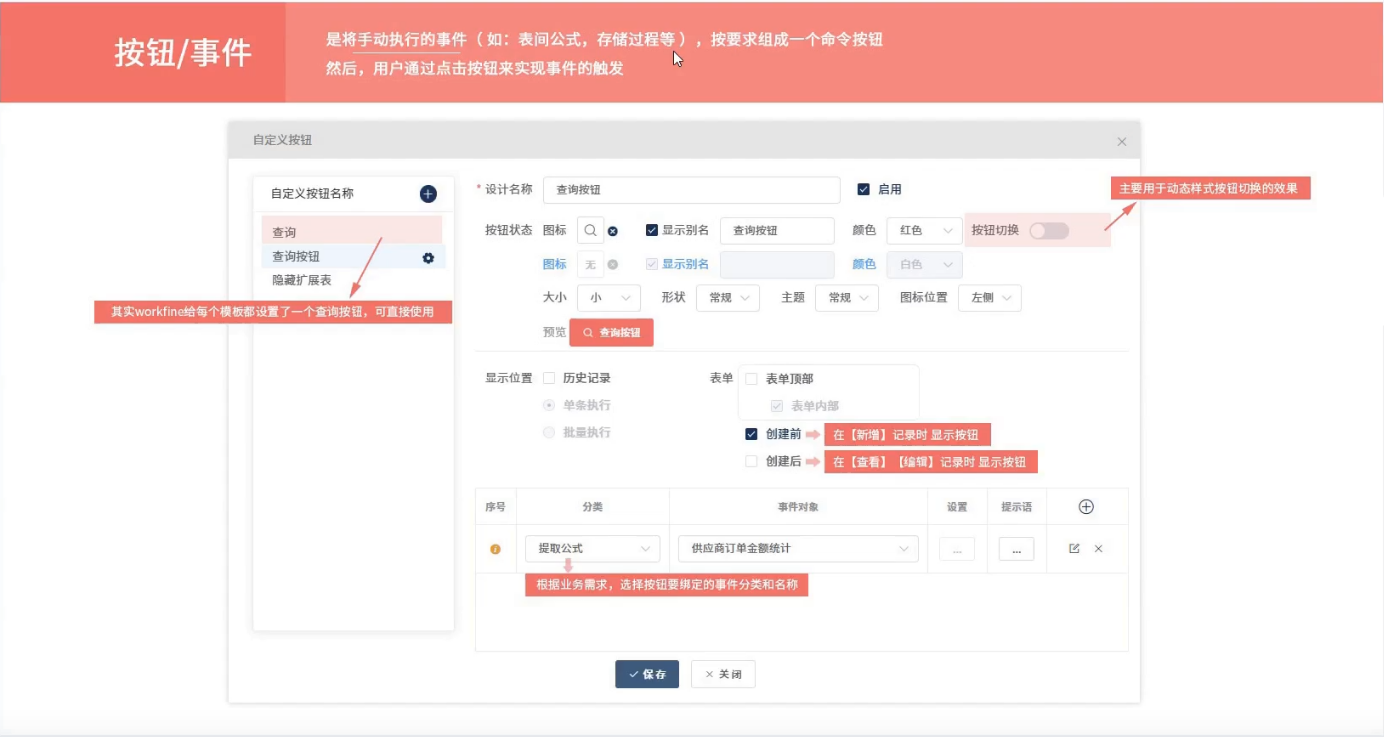 按钮/事件
是将手动执行的事件（如：表间公式，存储过程等），按要求组成一个命令按钮
然后，用户通过点击按钮来实现事件的触发
自定义按钮
自定义按钮名称
查询
查询按钮
隐藏扩展表
其实workfine给每个模板都设置了一个查询按钮，可直接使用
* 设计名称 查询按钮 启用
主要用于动态样式按钮切换的效果
按钮状态 图标 显示别名 查询按钮 颜色 红色 按钮切换
图标 无 显示别名 颜色 白色
大小 小 形状 常规 主题 常规 图标位置 左侧
预览 查询按钮
显示位置 历史记录 表单 表单顶部
单条执行 表单内部
批量执行 创建前 在【新增】记录时 显示按钮
创建后 在【查看】【编辑】记录时 显示按钮
序号 分类 事件对象 设置 提示语
提取公式 供应商订单金额统计 ... ...
根据业务需求，选择按钮要绑定的事件分类和名称
保存 关闭